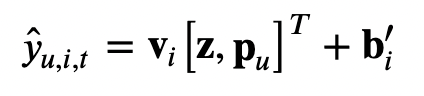 ŷ_{u,i,t} = v_i [z, p_u]^T + b'_i